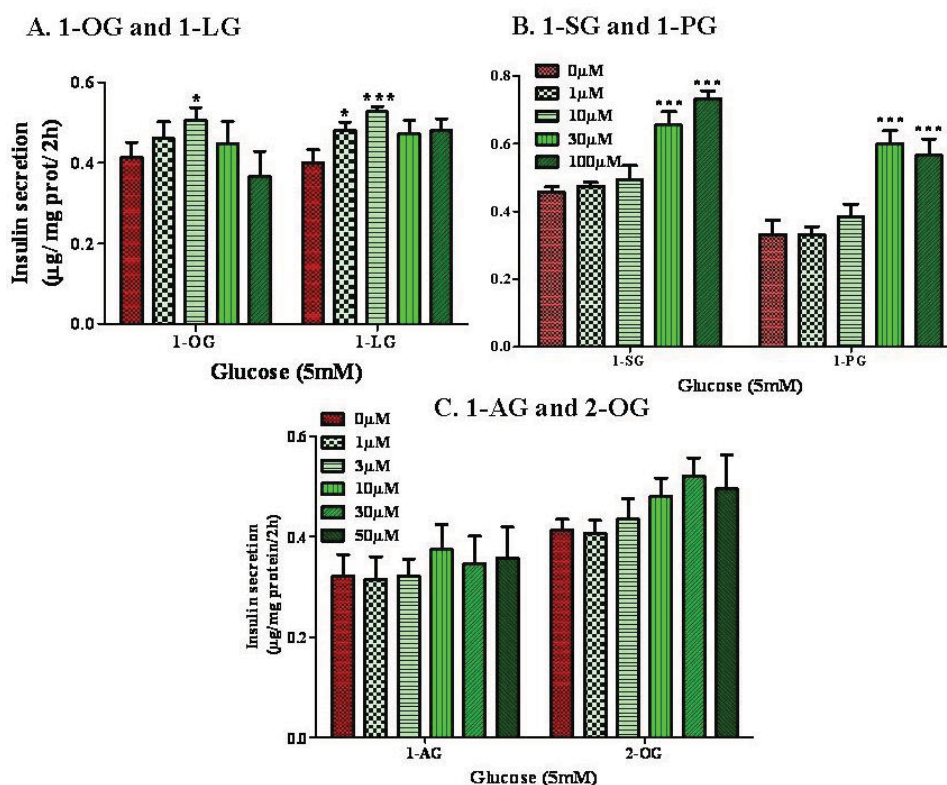 A. 1-OG and 1-LG
Insulin secretion
(µg/ mg prot/ 2h)
0.6
0.4
0.2
0.0
*
*
***
1-OG
1-LG
Glucose (5mM)
B. 1-SG and 1-PG
0.8
0.6
0.4
0.2
0.0
0µM
1µM
10µM
30µM
100µM
***
***
***
***
1-SG
1-PG
Glucose (5mM)
C. 1-AG and 2-OG
Insulin secretion
(µg/mg protein/2h)
0.6
0.4
0.2
0.0
0µM
1µM
3µM
10µM
30µM
50µM
1-AG
2-OG
Glucose (5mM)